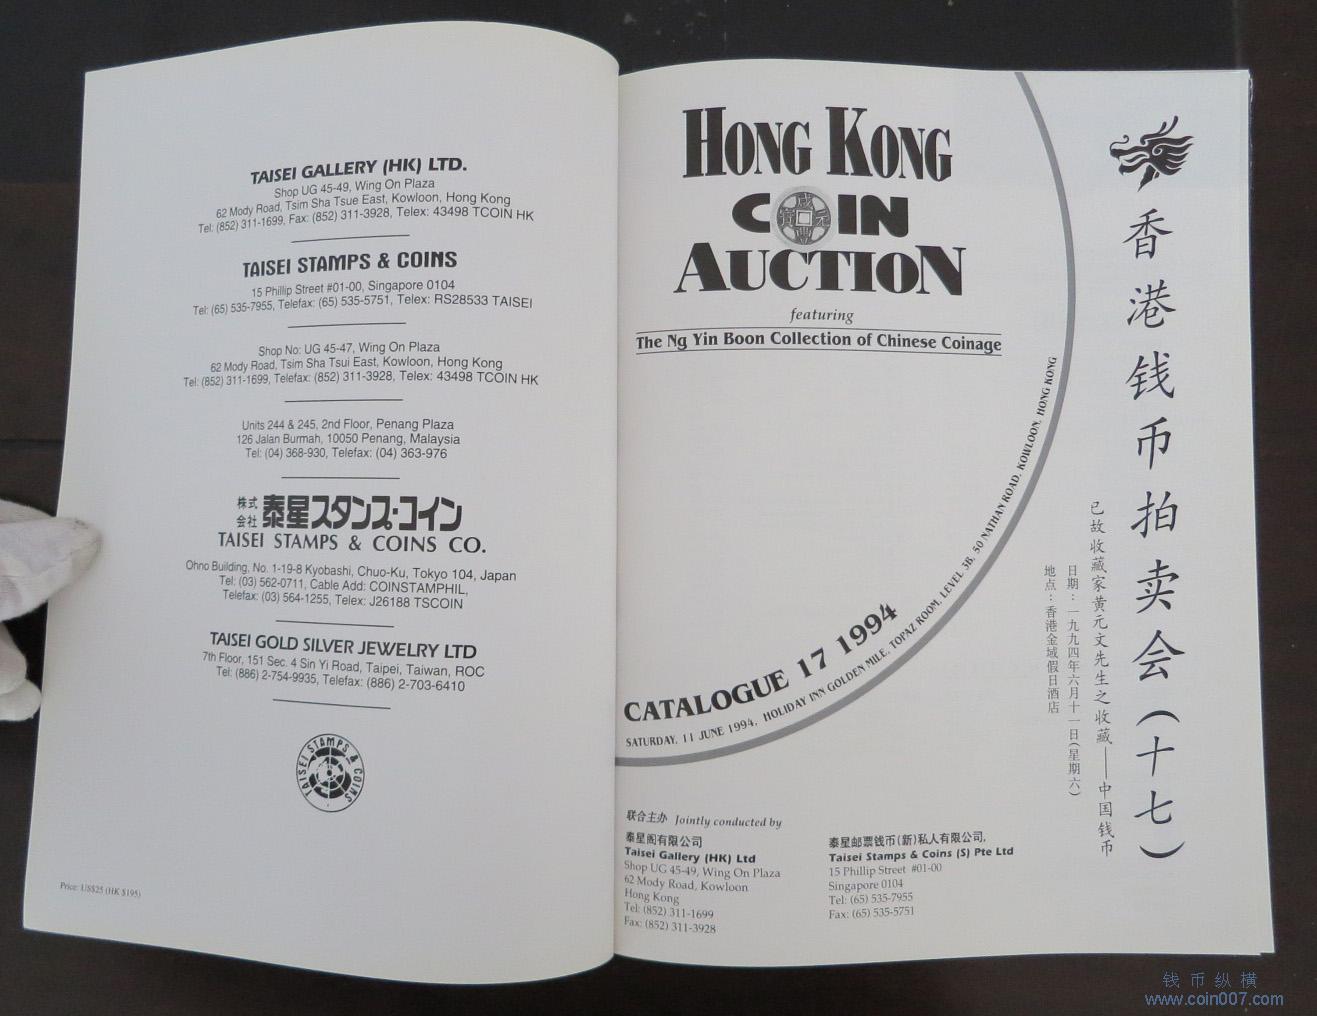 TAISEI GALLERY (HK) LTD.
Shop UG 45-49, Wing On Plaza
62 Mody Road, Tsim Sha Tsue East, Kowloon, Hong Kong
Tel: (852) 311-1699, Fax: (852) 311-3928, Telex: 43498 TCOIN HK
TAISEI STAMPS & COINS
15 Phillip Street #01-00, Singapore 0104
Tel: (65) 535-7955, Telefax: (65) 535-5751, Telex: RS28533 TAISEI
Shop No: UG 45-47, Wing On Plaza
62 Mody Road, Tsim Sha Tsui East, Kowloon, Hong Kong
Tel: (852) 311-1699, Telefax: (852) 311-3928, Telex: 43498 TCOIN HK
Units 244 & 245, 2nd Floor, Penang Plaza
126 Jalan Burmah, 10050 Penang, Malaysia
Tel: (04) 368-930, Telefax: (04) 363-976
株式会社 泰星スタンプ・コイン
TAISEI STAMPS & COINS CO.
Ohno Building, No. 1-19-8 Kyobashi, Chuo-Ku, Tokyo 104, Japan
Tel: (03) 562-0711, Cable Add: COINSTAMPHIL,
Telefax: (03) 564-1255, Telex: J26188 TSCOIN
TAISEI GOLD SILVER JEWELRY LTD
7th Floor, 151 Sec. 4 Sin Yi Road, Taipei, Taiwan, ROC
Tel: (886) 2-754-9935, Telefax: (886) 2-703-6410
TAISEI STAMPS & COINS
Price: US$25 (HK $195)
HONG KONG
COIN
AUCTION
featuring
The Ng Yin Boon Collection of Chinese Coinage
CATALOGUE 17 1994
SATURDAY, 11 JUNE 1994, HOLIDAY INN GOLDEN MILE, TOPAZ ROOM, LEVEL 3B, 50 NATHAN ROAD, KOWLOON, HONG KONG
香港钱币拍卖会(十七)
已故收藏家黄元文先生之收藏——中国钱币
日期:一九九四年六月十一日(星期六)
地点:香港金域假日酒店
联合主办 Jointly conducted by
泰星阁有限公司
Taisei Gallery (HK) Ltd
Shop UG 45-49, Wing On Plaza
62 Mody Road, Kowloon
Hong Kong
Tel: (852) 311-1699
Fax: (852) 311-3928
泰星邮票钱币(新)私人有限公司,
Taisei Stamps & Coins (S) Pte Ltd
15 Phillip Street #01-00
Singapore 0104
Tel: (65) 535-7955
Fax: (65) 535-5751
钱币纵横
www.coin007.com